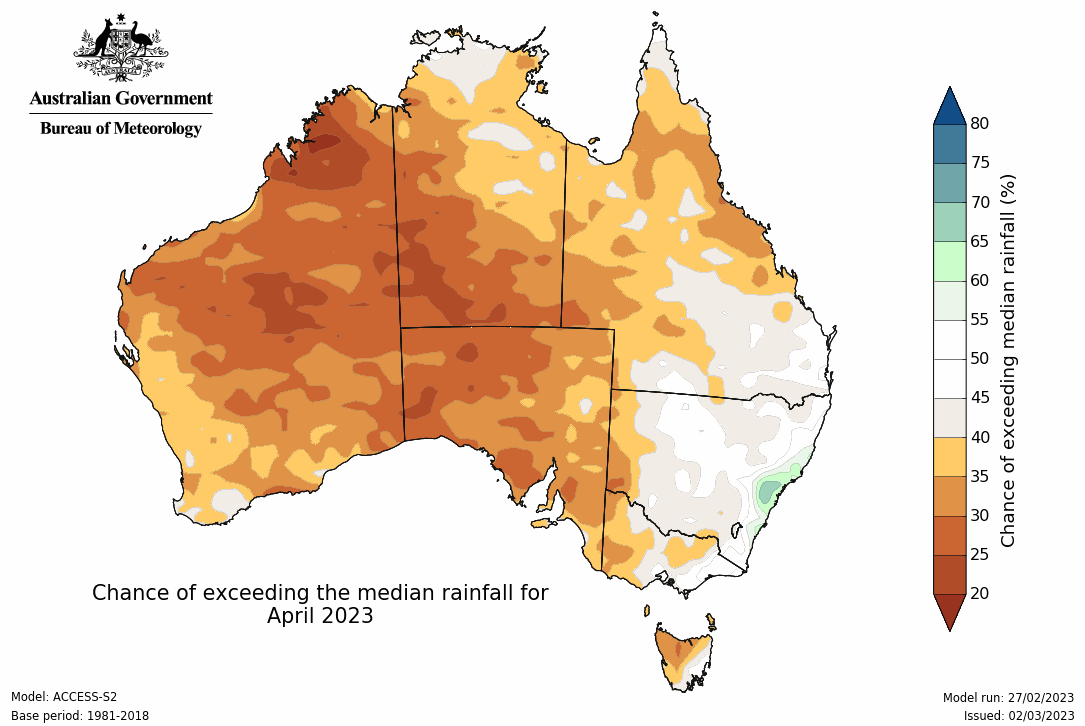 AUSTRALIA
Australian Government
Bureau of Meteorology
80
75
70
65
60
55
50
45
40
35
30
25
20
Chance of exceeding median rainfall (%)
Chance of exceeding the median rainfall for
April 2023
Model: ACCESS-S2
Base period: 1981-2018
Model run: 27/02/2023
Issued: 02/03/2023